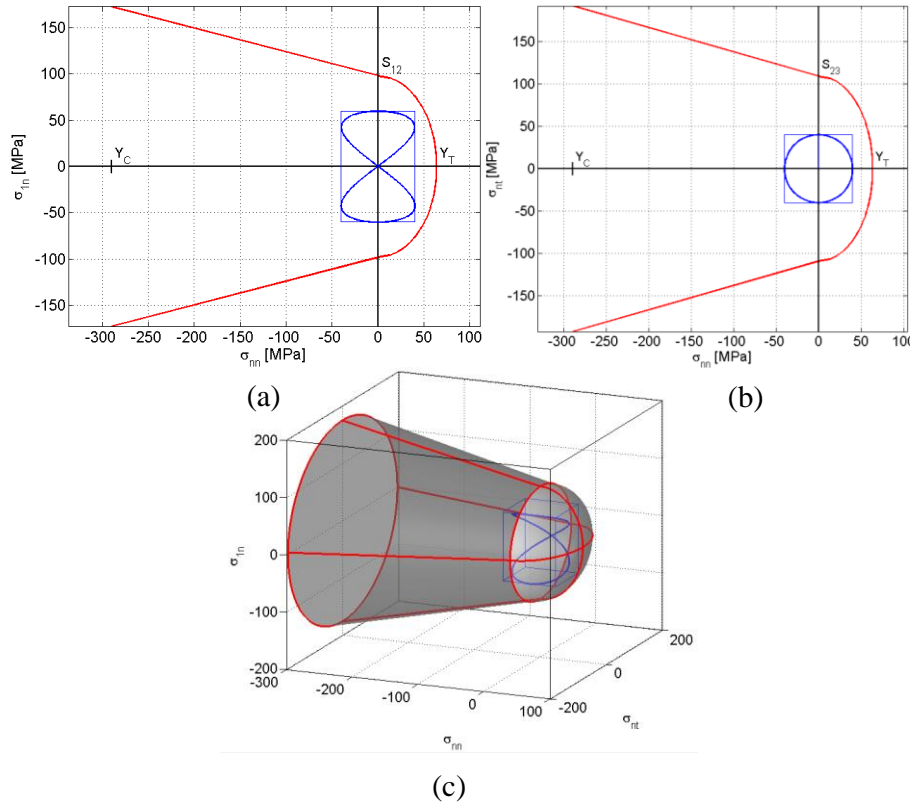 150
100
50
0
-50
-100
-150
σ1n [MPa]
S12
YC
YT
-300 -250 -200 -150 -100 -50 0 50 100
σnn [MPa]
(a)
150
100
50
0
-50
-100
-150
σnt [MPa]
S23
YC
YT
-300 -250 -200 -150 -100 -50 0 50 100
σnn [MPa]
(b)
200
100
0
-100
-200
σ1n
-300 -200 -100 0 100
σnn
-200 0 200
σnt
(c)